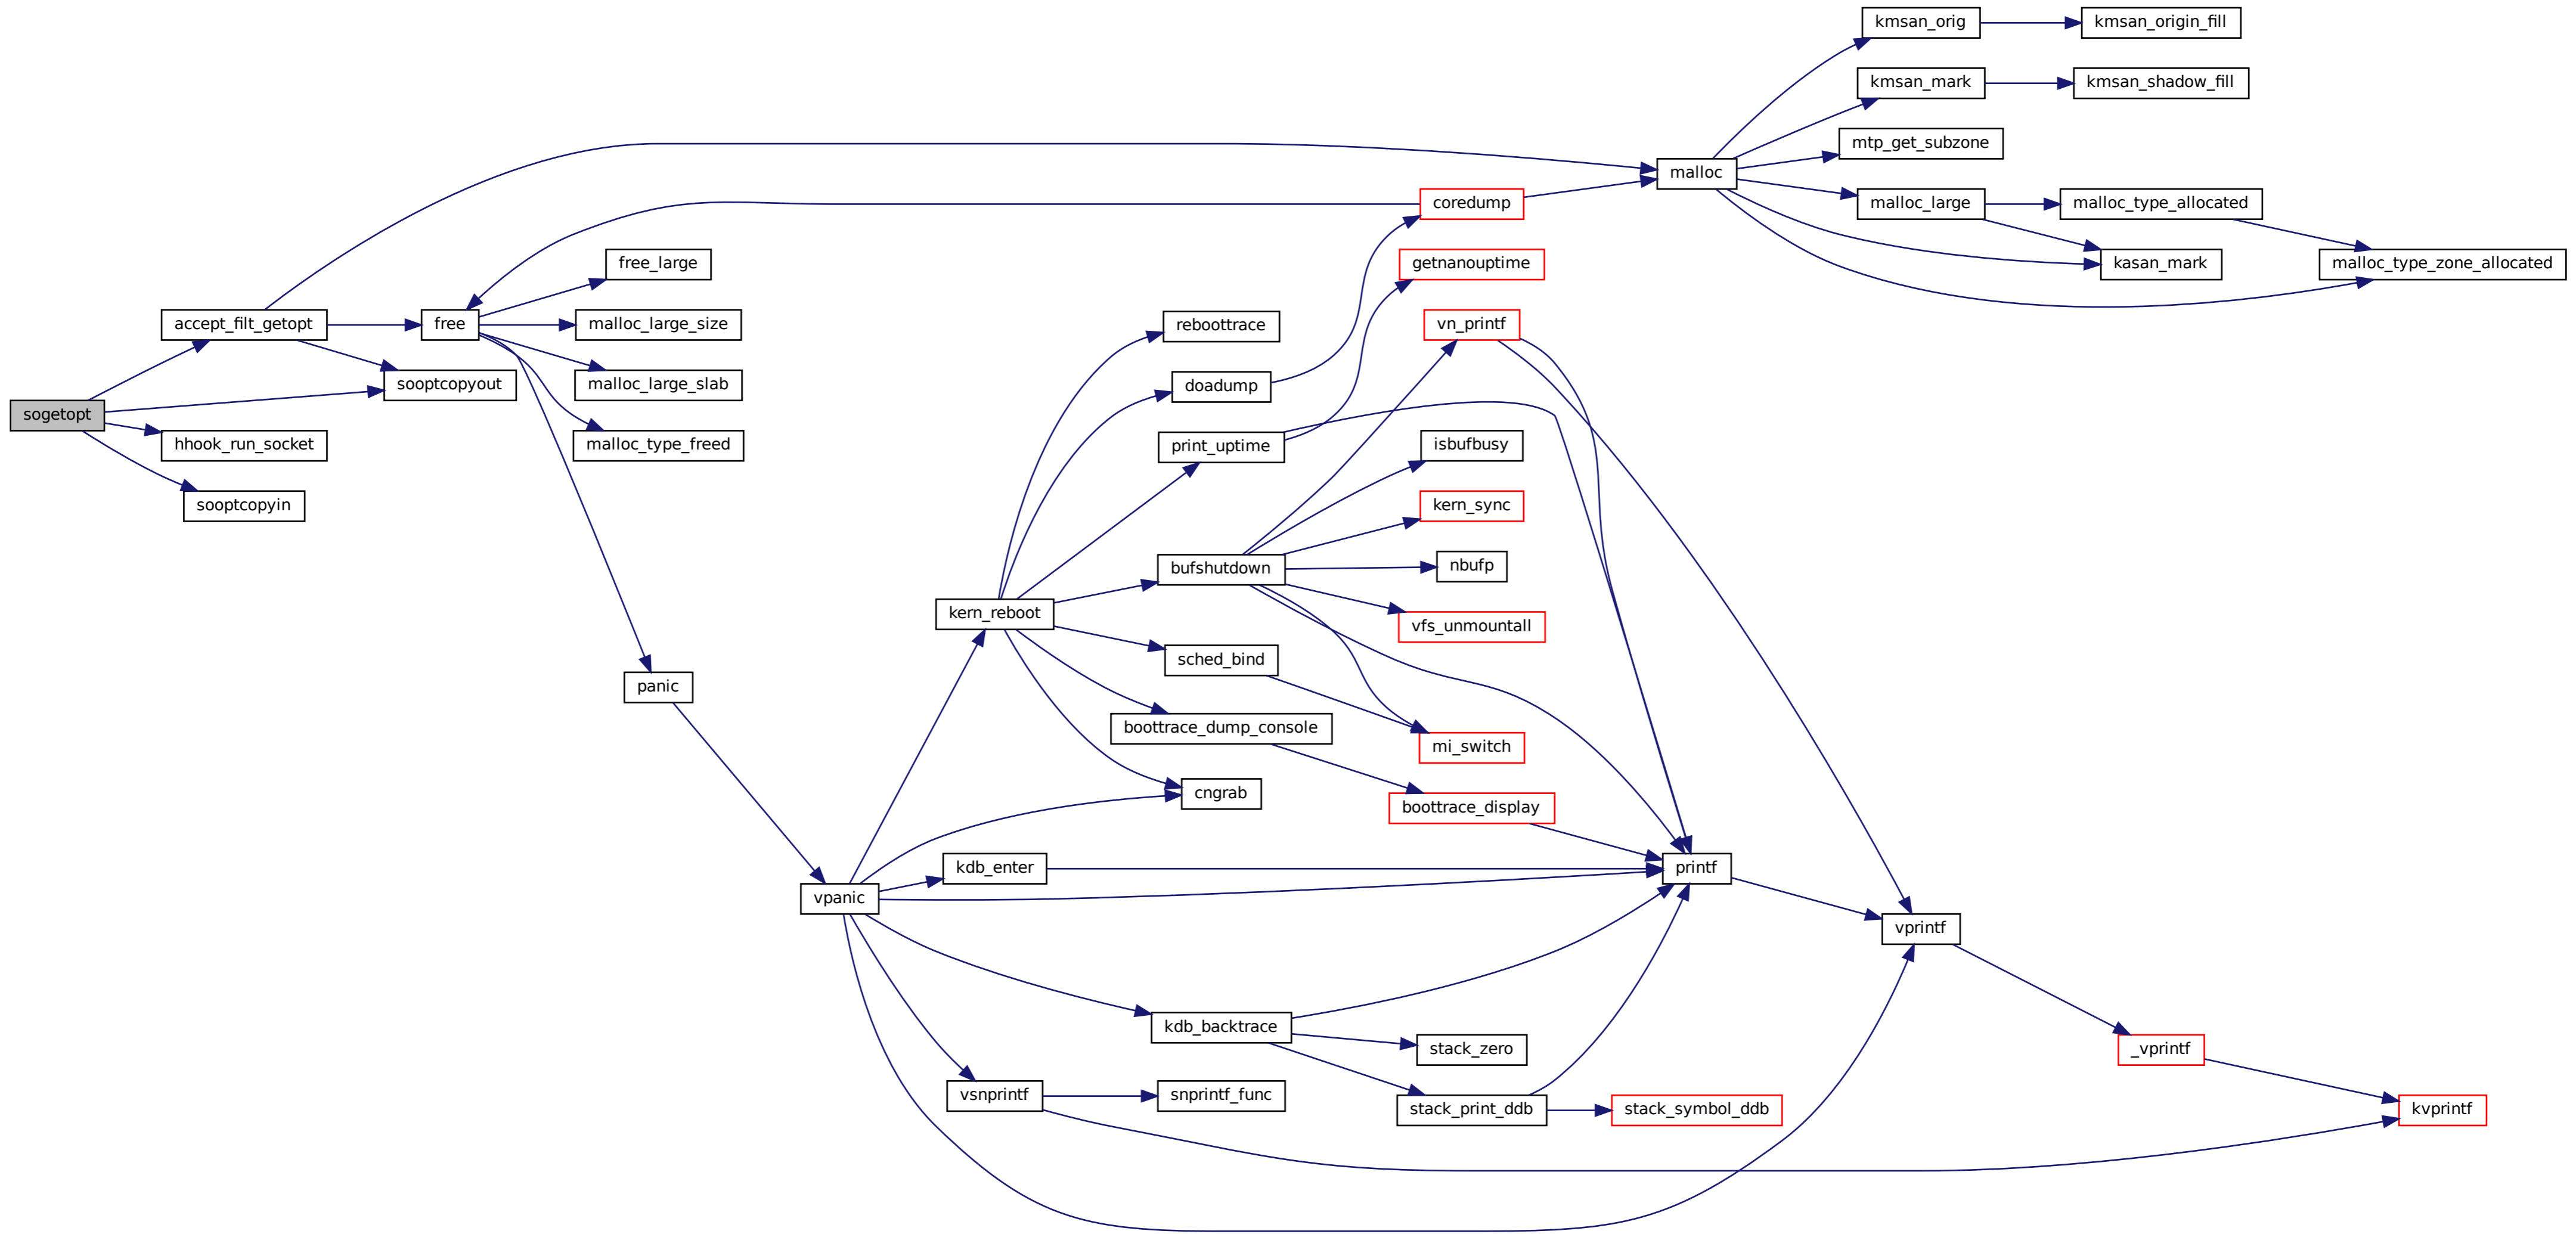 sogetopt
accept_filt_getopt
hhook_run_socket
sooptcopyin
free
sooptcopyout
free_large
malloc_large_size
malloc_large_slab
malloc_type_freed
panic
vpanic
kern_reboot
kdb_enter
vsnprintf
reboottrace
doadump
print_uptime
bufshutdown
sched_bind
boottrace_dump_console
cngrab
kdb_backtrace
snprintf_func
coredump
getnanouptime
vn_printf
isbufbusy
kern_sync
nbufp
vfs_unmountall
mi_switch
boottrace_display
stack_zero
stack_print_ddb
malloc
printf
stack_symbol_ddb
kmsan_orig
kmsan_mark
mtp_get_subzone
malloc_large
vprintf
kmsan_origin_fill
kmsan_shadow_fill
malloc_type_allocated
kasan_mark
_vprintf
malloc_type_zone_allocated
kvprintf